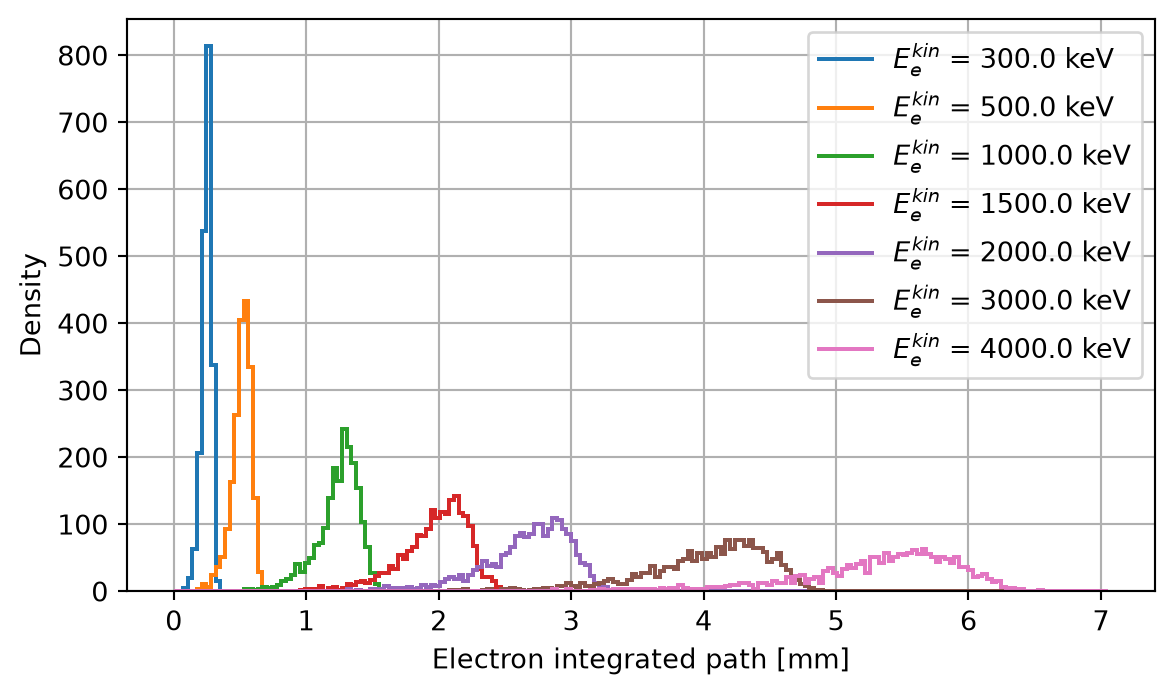 800
700
600
500
400
300
200
100
0
Density
0 1 2 3 4 5 6 7
Electron integrated path [mm]
$E_e^{kin}$ = 300.0 keV
$E_e^{kin}$ = 500.0 keV
$E_e^{kin}$ = 1000.0 keV
$E_e^{kin}$ = 1500.0 keV
$E_e^{kin}$ = 2000.0 keV
$E_e^{kin}$ = 3000.0 keV
$E_e^{kin}$ = 4000.0 keV